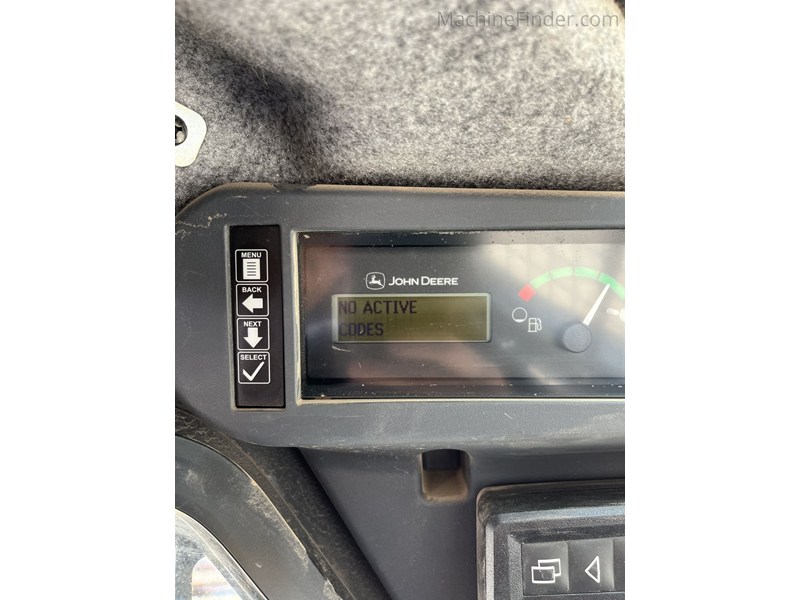 MachineFinder.com
MENU
BACK
NEXT
SELECT
JOHN DEERE
NO ACTIVE
CODES